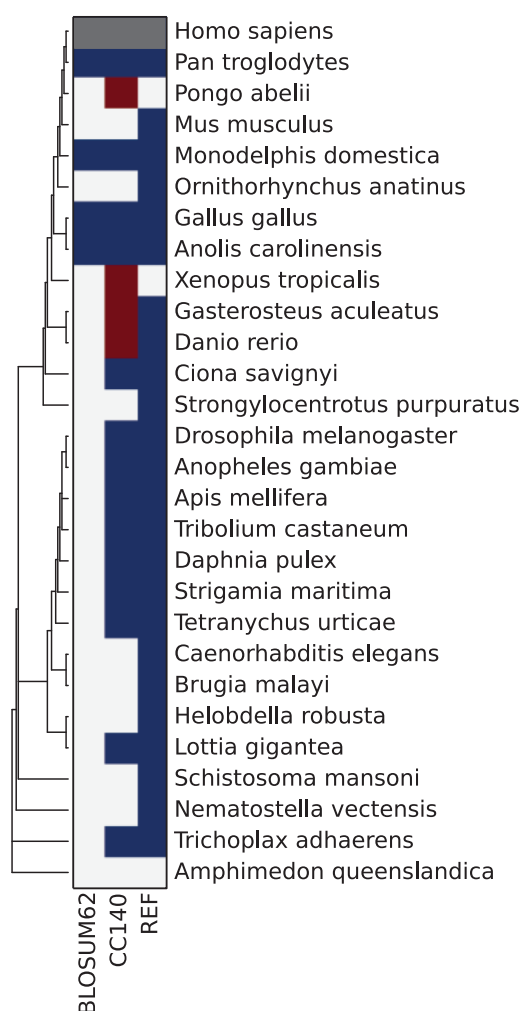 Homo sapiens
Pan troglodytes
Pongo abelii
Mus musculus
Monodelphis domestica
Ornithorhynchus anatinus
Gallus gallus
Anolis carolinensis
Xenopus tropicalis
Gasterosteus aculeatus
Danio rerio
Ciona savignyi
Strongylocentrotus purpuratus
Drosophila melanogaster
Anopheles gambiae
Apis mellifera
Tribolium castaneum
Daphnia pulex
Strigamia maritima
Tetranychus urticae
Caenorhabditis elegans
Brugia malayi
Helobdella robusta
Lottia gigantea
Schistosoma mansoni
Nematostella vectensis
Trichoplax adhaerens
Amphimedon queenslandica
BLOSUM62
CC140
REF